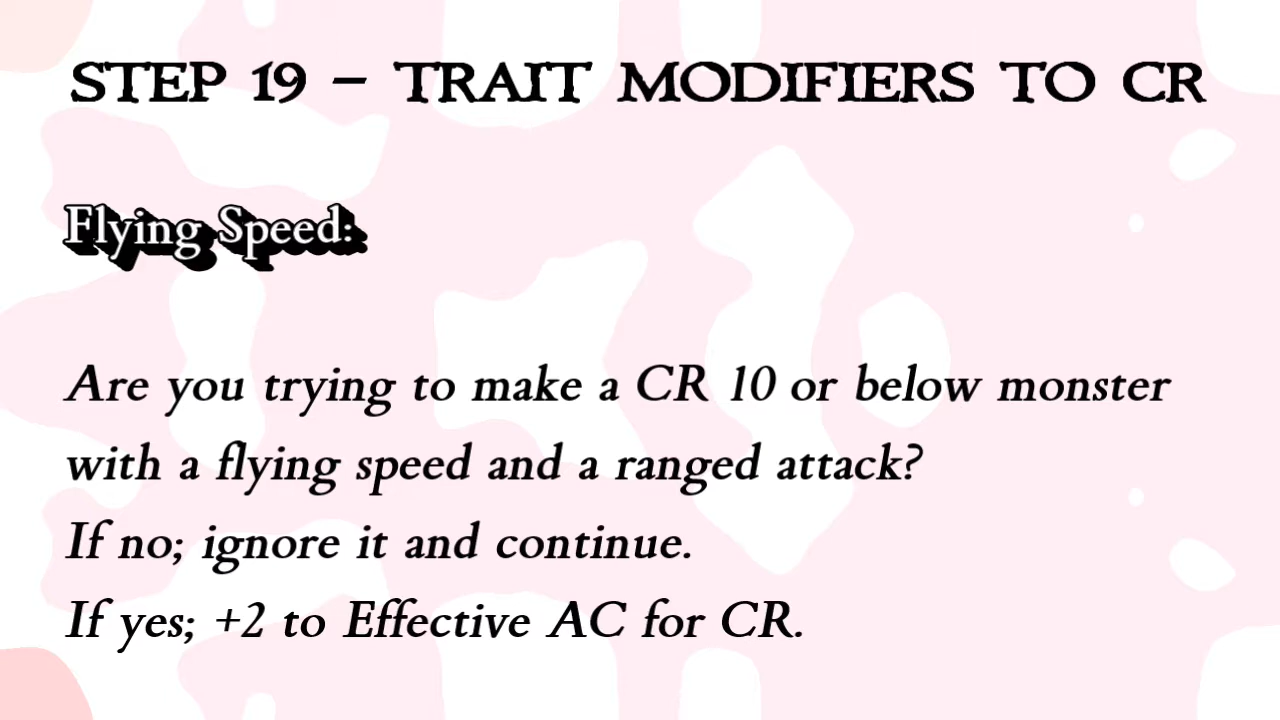 STEP 19 – TRAIT MODIFIERS TO CR
Flying Speed:
Are you trying to make a CR 10 or below monster
with a flying speed and a ranged attack?
If no; ignore it and continue.
If yes; +2 to Effective AC for CR.